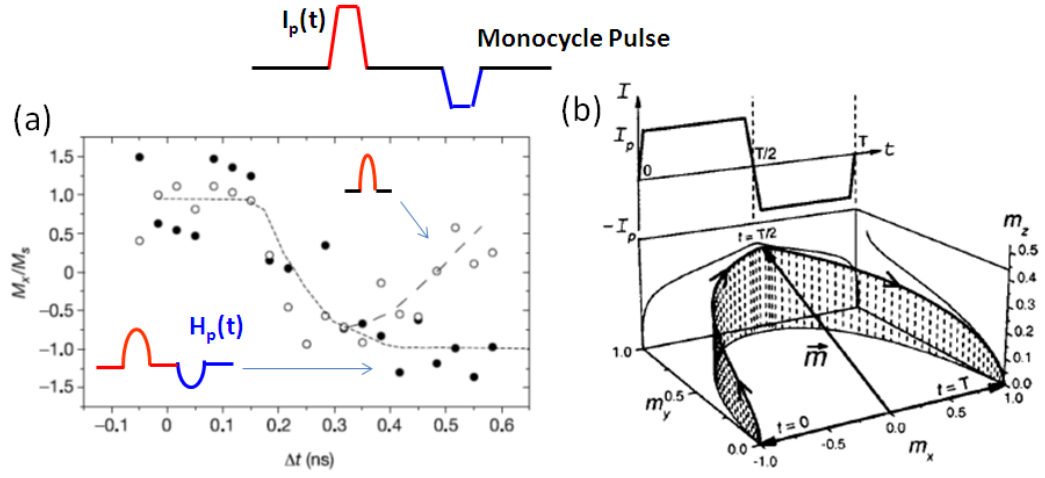 Iₚ(t)
Monocycle Pulse
(a)
1.5
1.0
0.5
0
−0.5
−1.0
−1.5
Mₓ/Mₛ
Hₚ(t)
−0.1 0 0.1 0.2 0.3 0.4 0.5 0.6
Δt (ns)
(b)
I
Iₚ
0
T/2
T
t
−Iₚ
t = T/2
m_z
0.5
0.4
0.3
0.2
0.1
0.0
1.0
m_y
0.5
0.0
m
t = 0
t = T
-1.0
-0.5
0.0
0.5
1.0
mₓ